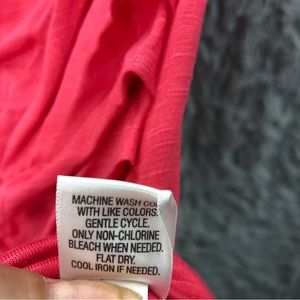 MACHINE WASH
WITH LIKE COLORS.
GENTLE CYCLE.
ONLY NON-CHLORINE
BLEACH WHEN NEEDED.
FLAT DRY.
COOL IRON IF NEEDED.